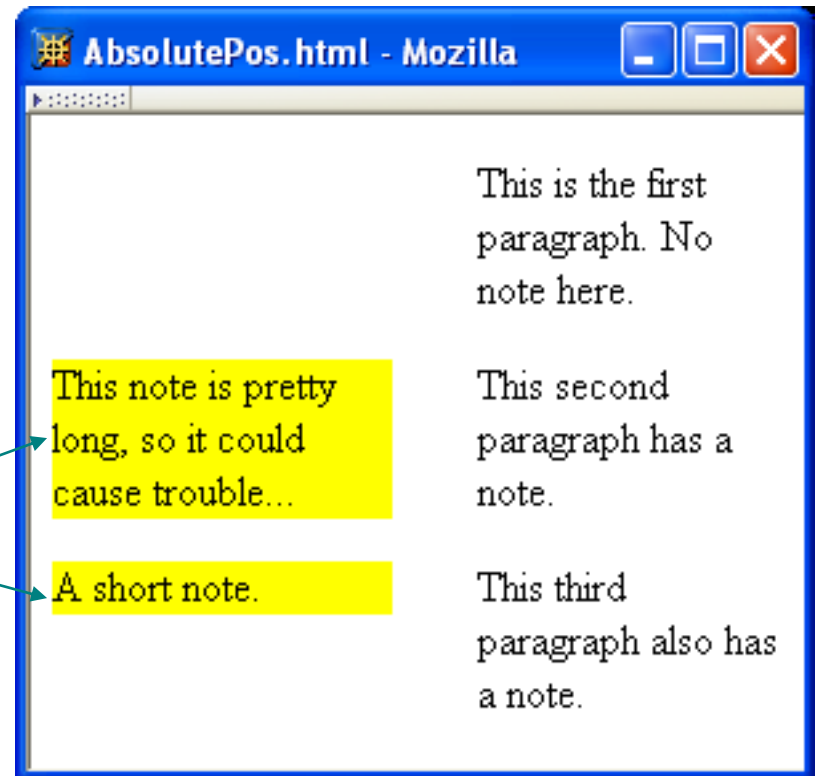 AbsolutePos.html - Mozilla
This is the first
paragraph. No
note here.
This note is pretty
long, so it could
cause trouble...
This second
paragraph has a
note.
A short note.
This third
paragraph also has
a note.